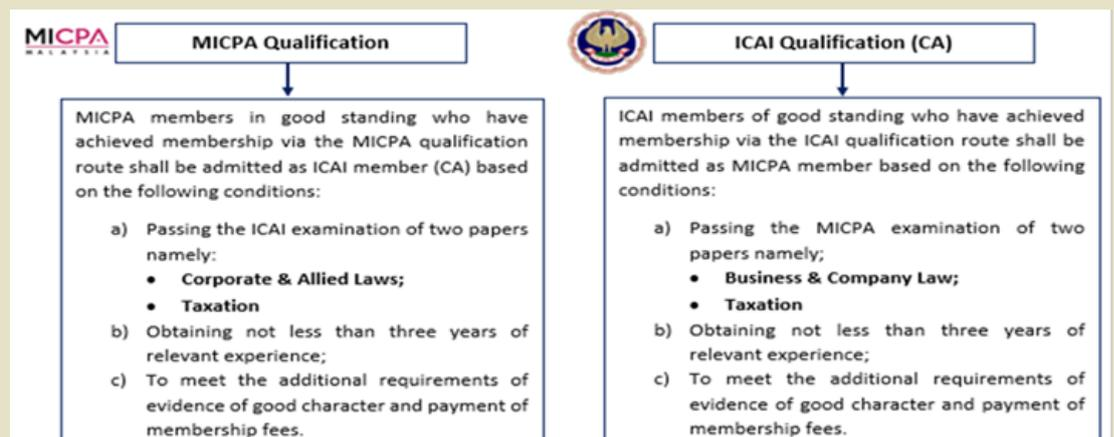 MICPA
MALAYSIA
MICPA Qualification
MICPA members in good standing who have
achieved membership via the MICPA qualification
route shall be admitted as ICAI member (CA) based
on the following conditions:
a) Passing the ICAI examination of two papers
namely:
• Corporate & Allied Laws;
• Taxation
b) Obtaining not less than three years of
relevant experience;
c) To meet the additional requirements of
evidence of good character and payment of
membership fees.
ICAI Qualification (CA)
ICAI members of good standing who have achieved
membership via the ICAI qualification route shall be
admitted as MICPA member based on the following
conditions:
a) Passing the MICPA examination of two
papers namely;
• Business & Company Law;
• Taxation
b) Obtaining not less than three years of
relevant experience;
c) To meet the additional requirements of
evidence of good character and payment of
membership fees.